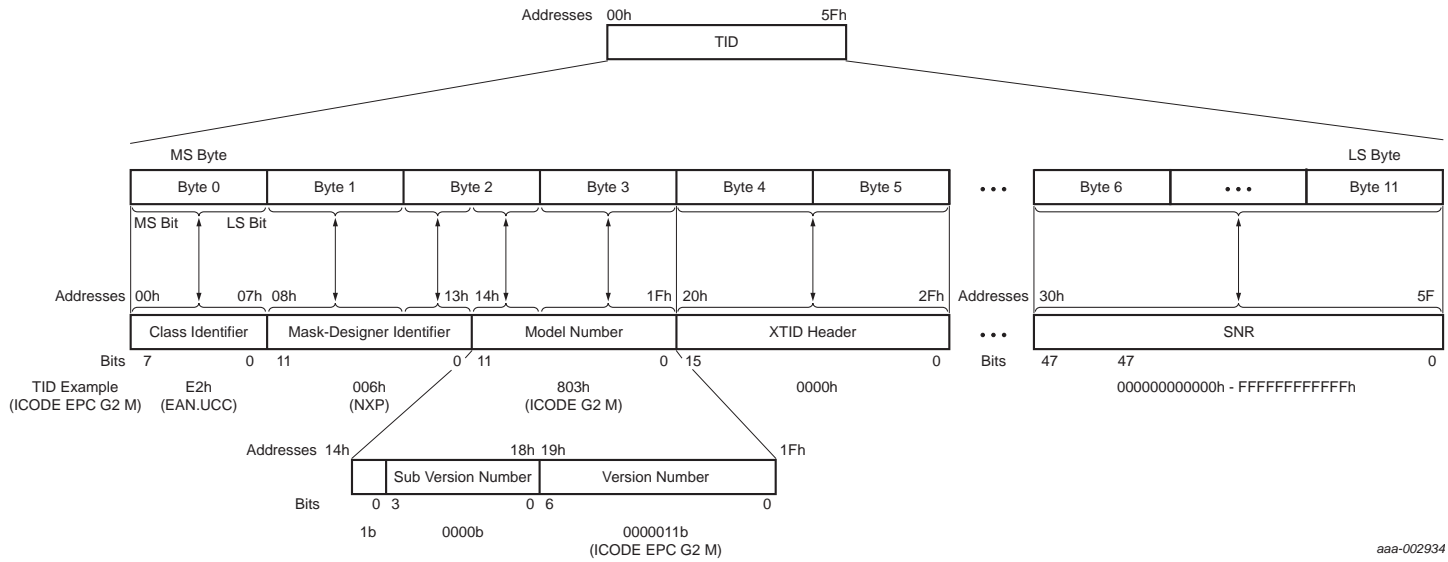 Addresses 00h 5Fh
TID
MS Byte LS Byte
Byte 0 Byte 1 Byte 2 Byte 3 Byte 4 Byte 5 • • • Byte 6 • • • Byte 11
MS Bit LS Bit
Addresses 00h 07h 08h 13h 14h 1Fh 20h 2Fh Addresses 30h 5F
Class Identifier Mask-Designer Identifier Model Number XTID Header • • • SNR
Bits 7 0 11 0 11 0 15 0 Bits 47 47 0
TID Example E2h 006h 803h 0000h 000000000000h - FFFFFFFFFFFFh
(ICODE EPC G2 M) (EAN.UCC) (NXP) (ICODE G2 M)
Addresses 14h 18h 19h 1Fh
Sub Version Number Version Number
Bits 0 3 0 6 0
1b 0000b 0000011b
(ICODE EPC G2 M)
aaa-002934